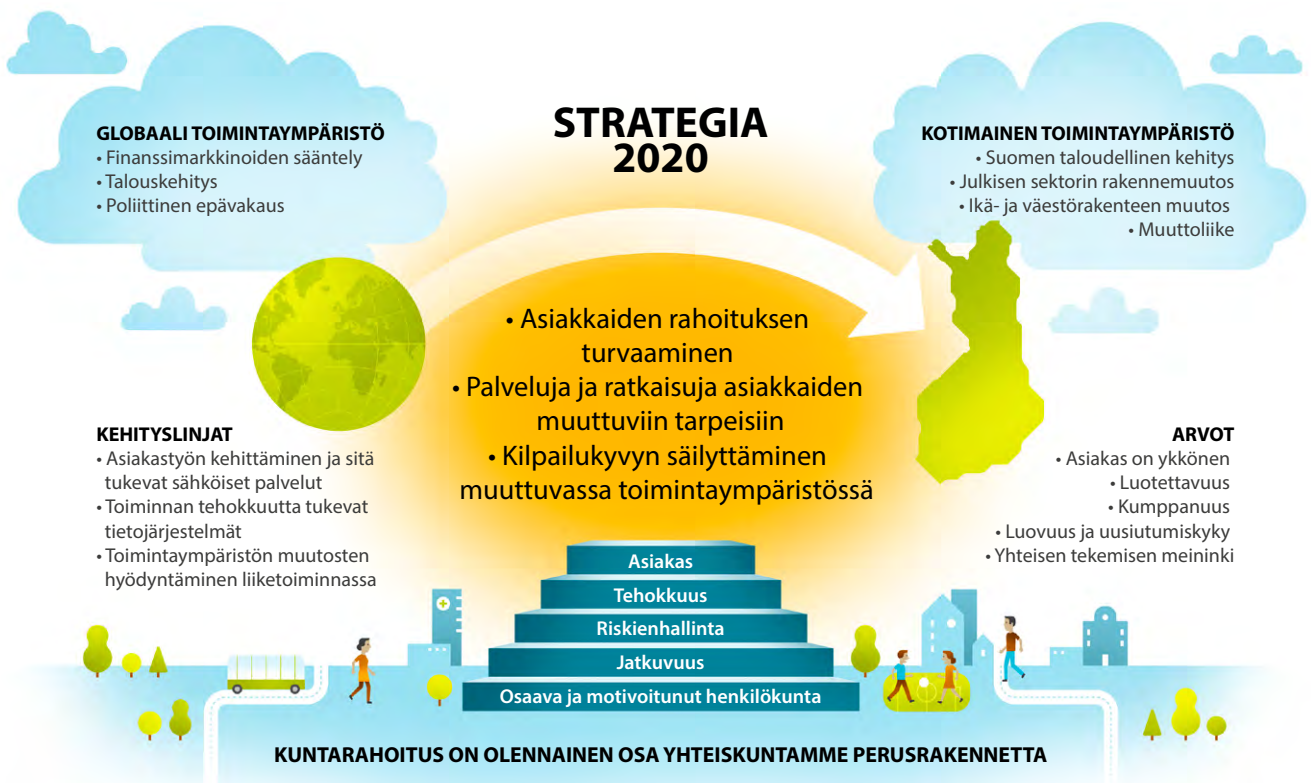 STRATEGIA
2020
GLOBAALI TOIMINTAYMPÄRISTÖ
• Finanssimarkkinoiden sääntely
• Talouskehitys
• Poliittinen epävakaus
KOTIMAINEN TOIMINTAYMPÄRISTÖ
• Suomen taloudellinen kehitys
• Julkisen sektorin rakennemuutos
• Ikä- ja väestörakenteen muutos
• Muuttoliike
• Asiakkaiden rahoituksen
turvaaminen
• Palveluja ja ratkaisuja asiakkaiden
muuttuviin tarpeisiin
• Kilpailukyvyn säilyttäminen
muuttuvassa toimintaympäristössä
KEHITYSLINJAT
• Asiakastyön kehittäminen ja sitä
tukevat sähköiset palvelut
• Toiminnan tehokkuutta tukevat
tietojärjestelmät
• Toimintaympäristön muutosten
hyödyntäminen liiketoiminnassa
ARVOT
• Asiakas on ykkönen
• Luotettavuus
• Kumppanuus
• Luovuus ja uusiutumiskyky
• Yhteisen tekemisen meininki
Asiakas
Tehokkuus
Riskienhallinta
Jatkuvuus
Osaava ja motivoitunut henkilökunta
KUNTARAHOITUS ON OLENNAINEN OSA YHTEISKUNTAMME PERUSRAKENNETTA